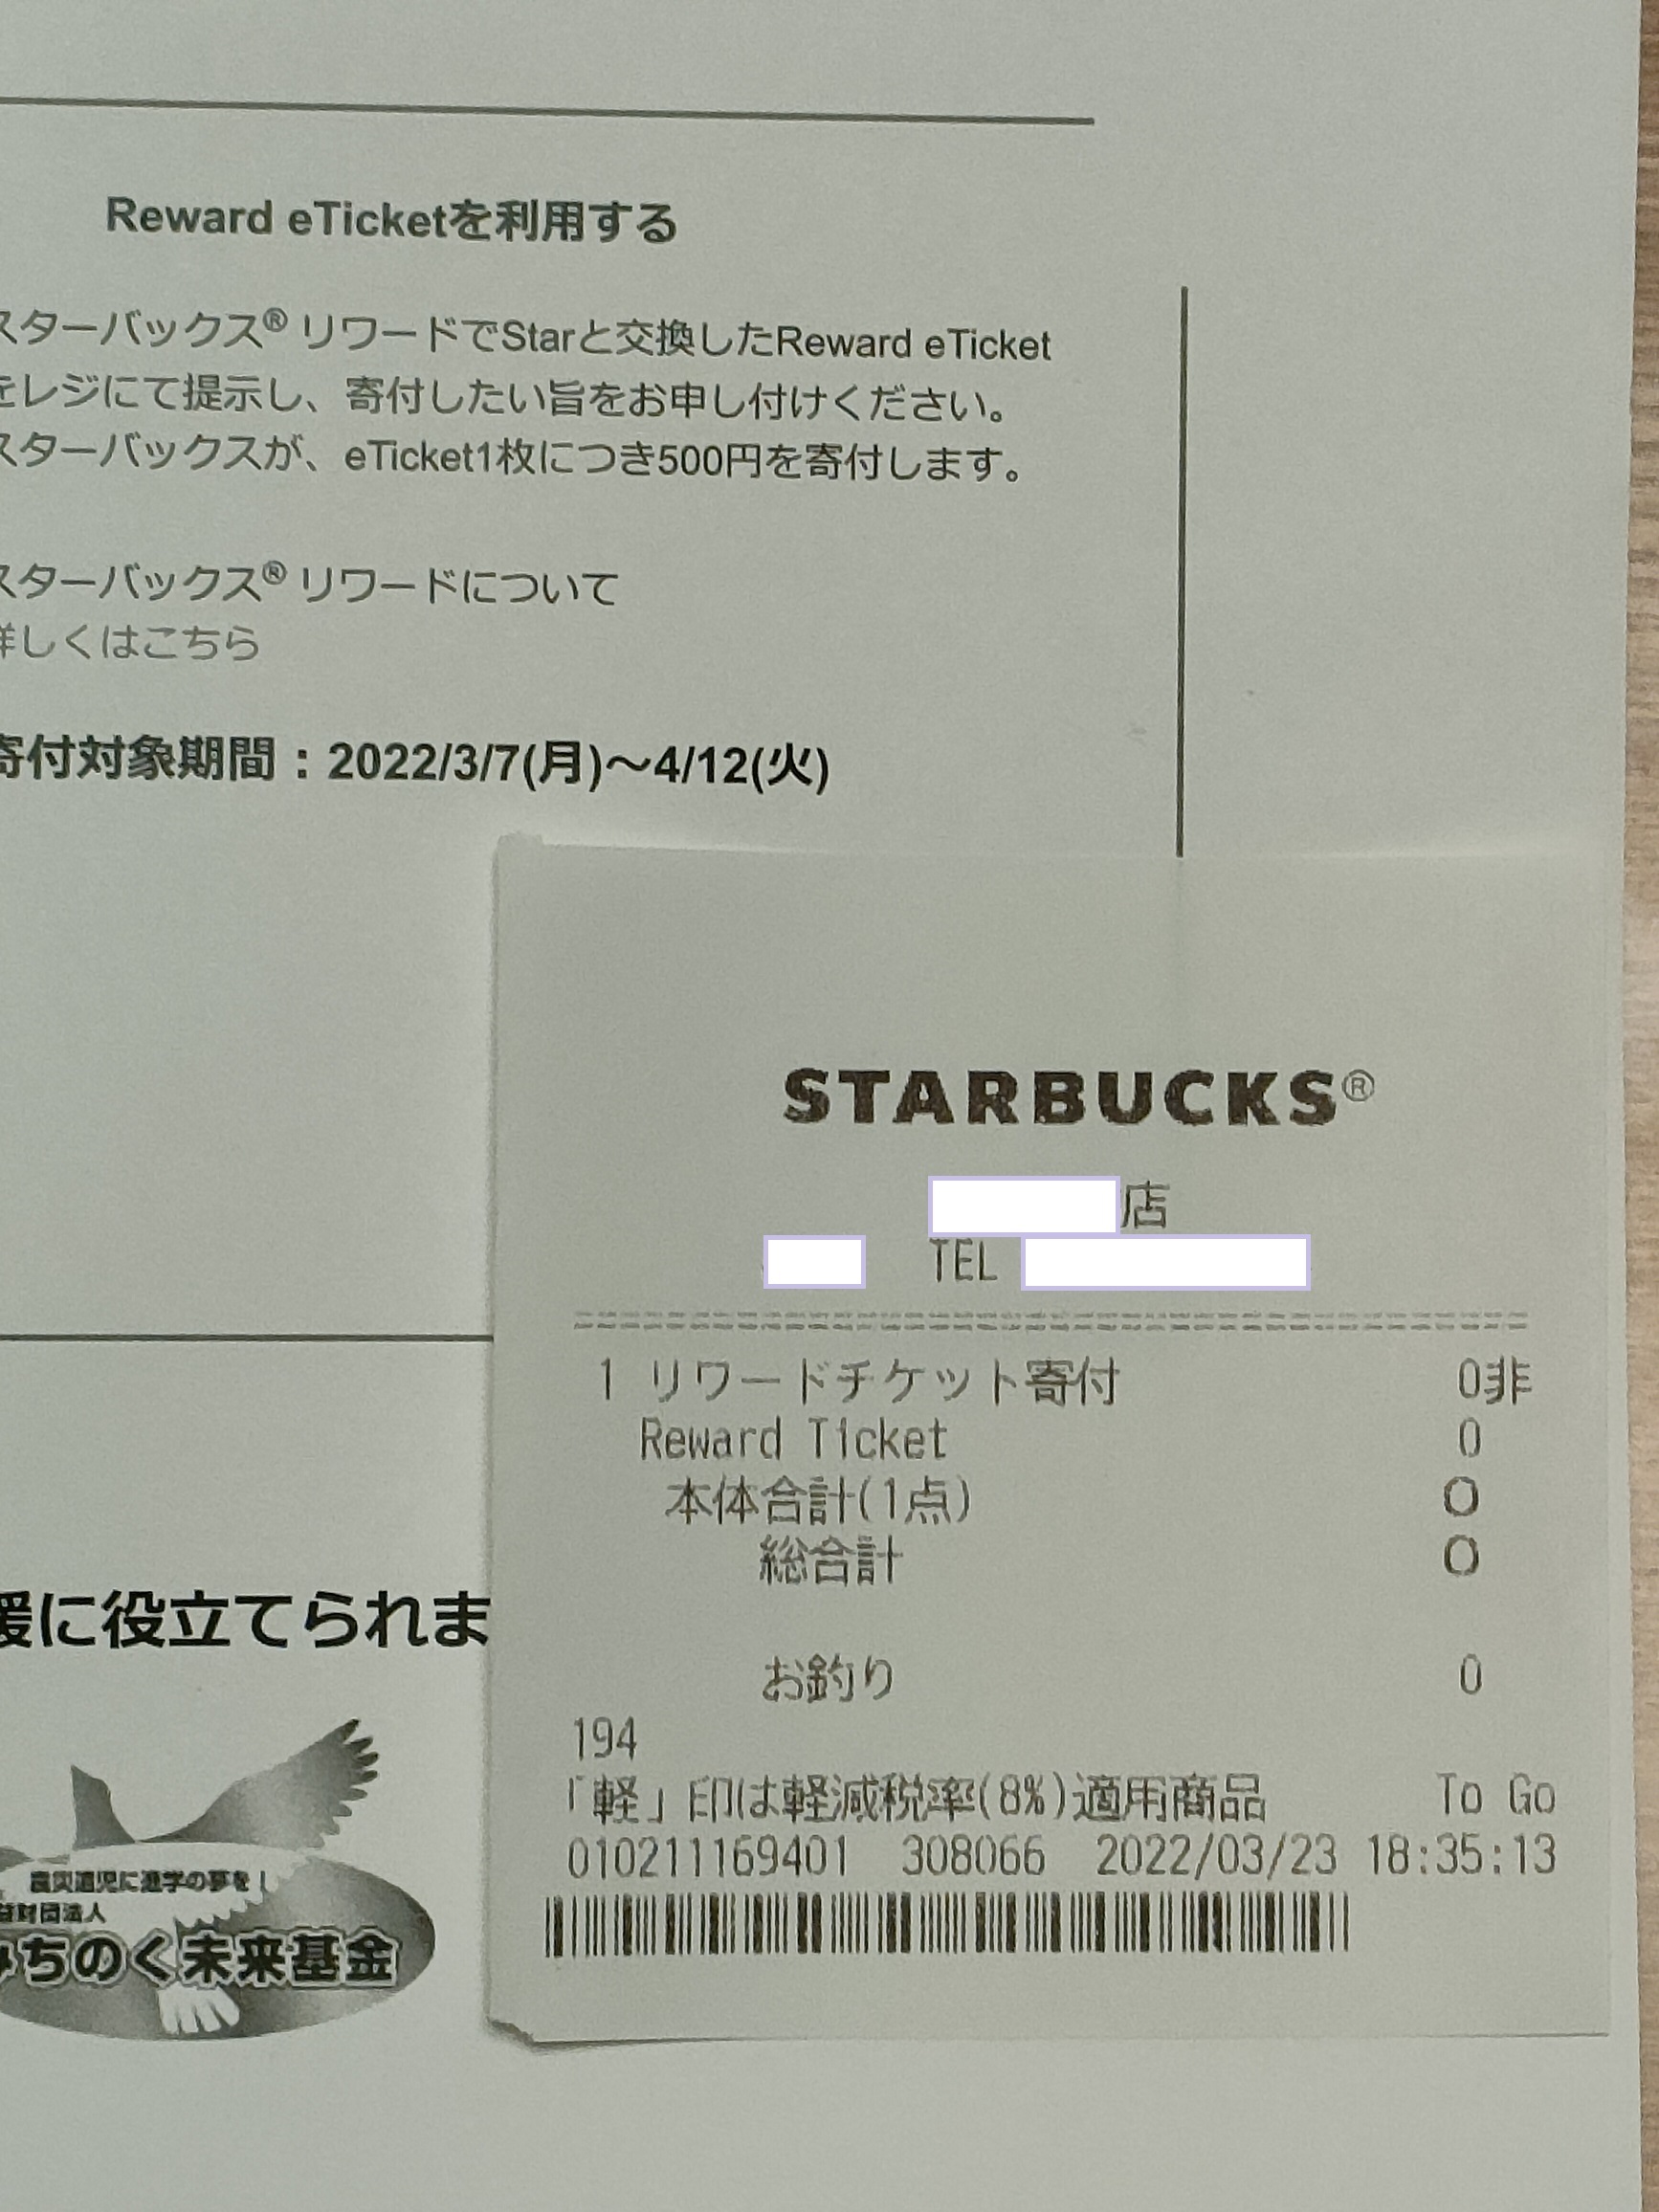 Reward eTicketを利用する
スターバックス® リワードでStarと交換したReward eTicket
をレジにて提示し、寄付したい旨をお申し付けください。
スターバックスが、eTicket1枚につき500円を寄付します。
スターバックス® リワードについて
詳しくはこちら
寄付対象期間：2022/3/7(月)～4/12(火)
援に役立てられま
震災遺児に進学の夢を！
益財団法人
みちのく未来基金
STARBUCKS®
店
TEL
1 リワードチケット寄付 0非
Reward Ticket 0
本体合計(1点) 0
総合計 0
お釣り 0
194
「軽」印は軽減税率(8%)適用商品 To Go
010211169401 308066 2022/03/23 18:35:13